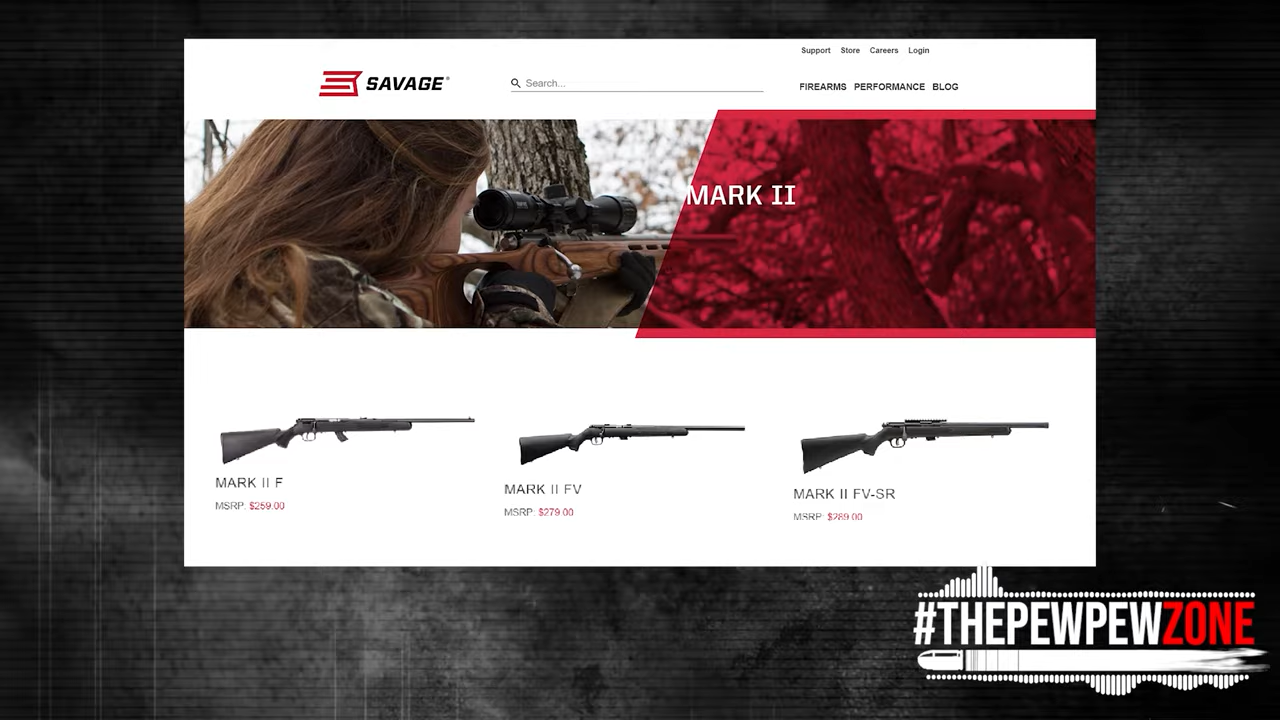 Support Store Careers Login
SAVAGE
Search...
FIREARMS PERFORMANCE BLOG
MARK II
MARK II F
MSRP: $259.00
MARK II FV
MSRP: $279.00
MARK II FV-SR
MSRP: $289.00
#THEPEWPEWZONE